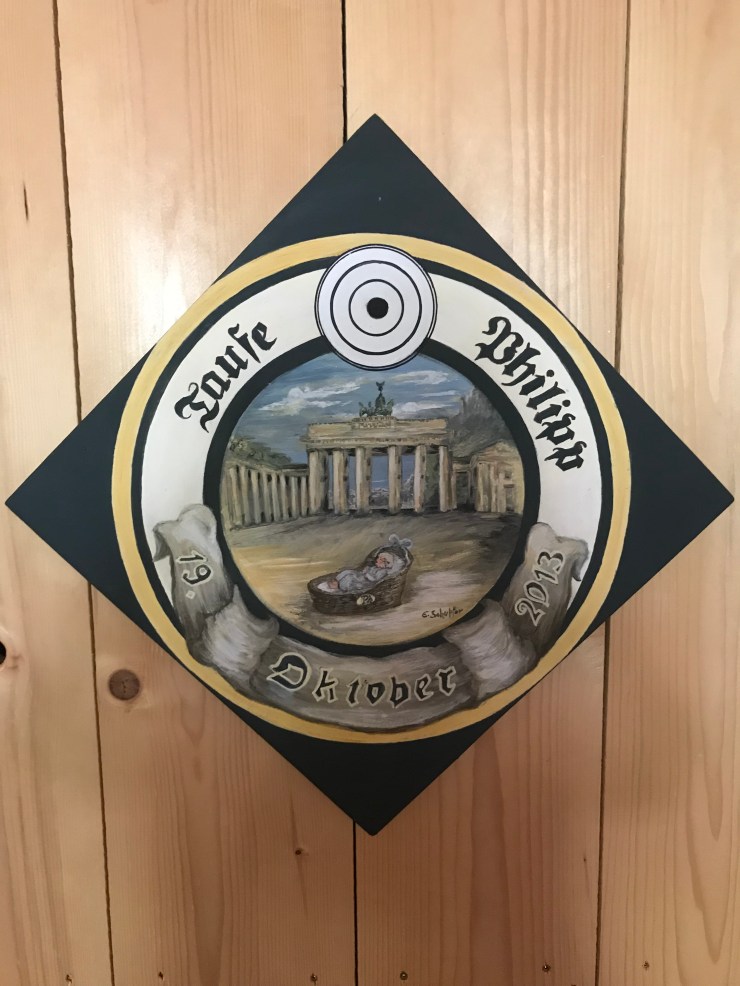 Taufe
Philipp
19.
Oktober
2013